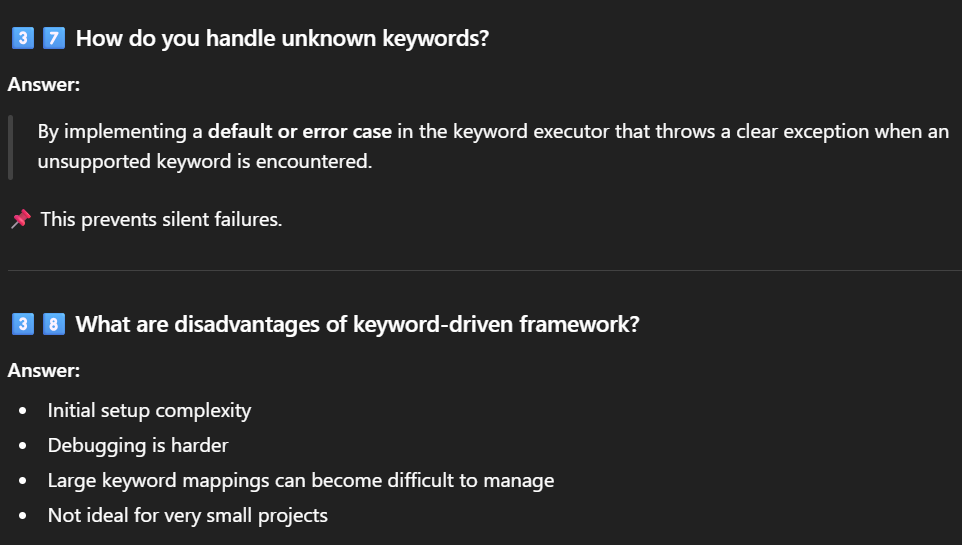 3️⃣ 7️⃣ How do you handle unknown keywords?
Answer:
By implementing a default or error case in the keyword executor that throws a clear exception when an
unsupported keyword is encountered.
📌 This prevents silent failures.
3️⃣ 8️⃣ What are disadvantages of keyword-driven framework?
Answer:
• Initial setup complexity
• Debugging is harder
• Large keyword mappings can become difficult to manage
• Not ideal for very small projects